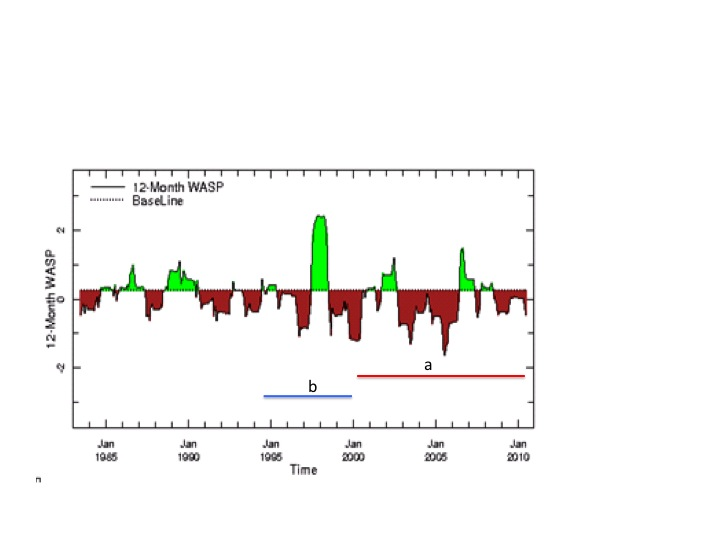 12-Month WASP
BaseLine
12-Month WASP
2
0
-2
a
b
Jan Jan Jan Jan Jan Jan
1985 1990 1995 2000 2005 2010
Time
n